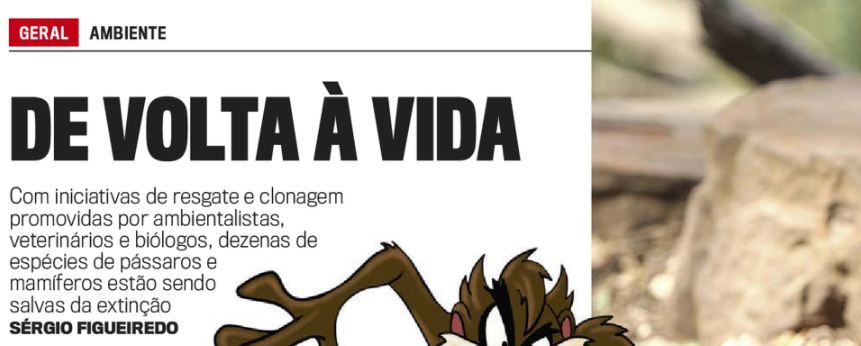 GERAL AMBIENTE
DE VOLTA À VIDA
Com iniciativas de resgate e clonagem
promovidas por ambientalistas,
veterinários e biólogos, dezenas de
espécies de pássaros e
mamíferos estão sendo
salvas da extinção
SÉRGIO FIGUEIREDO